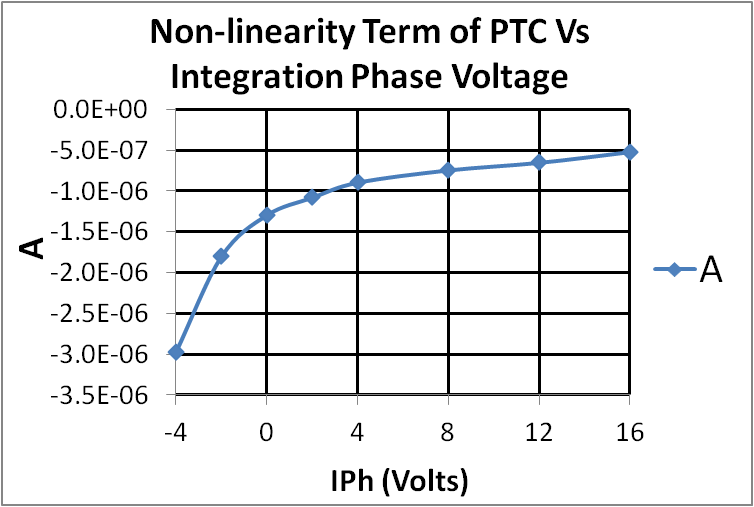 Non-linearity Term of PTC Vs
Integration Phase Voltage
0.0E+00
-5.0E-07
-1.0E-06
-1.5E-06
-2.0E-06
-2.5E-06
-3.0E-06
-3.5E-06
A
A
-4 0 4 8 12 16
IPh (Volts)